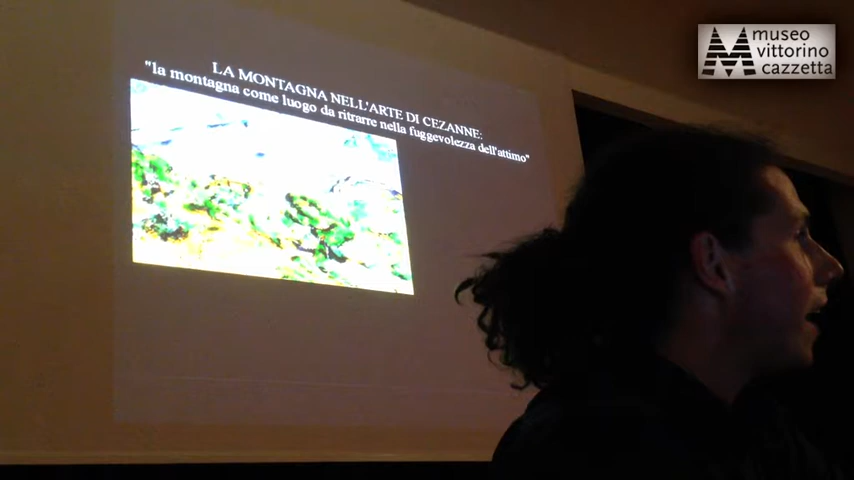 museo
vittorino
cazzetta
LA MONTAGNA NELL'ARTE DI CEZANNE:
"la montagna come luogo da ritrarre nella fuggevolezza dell'attimo"